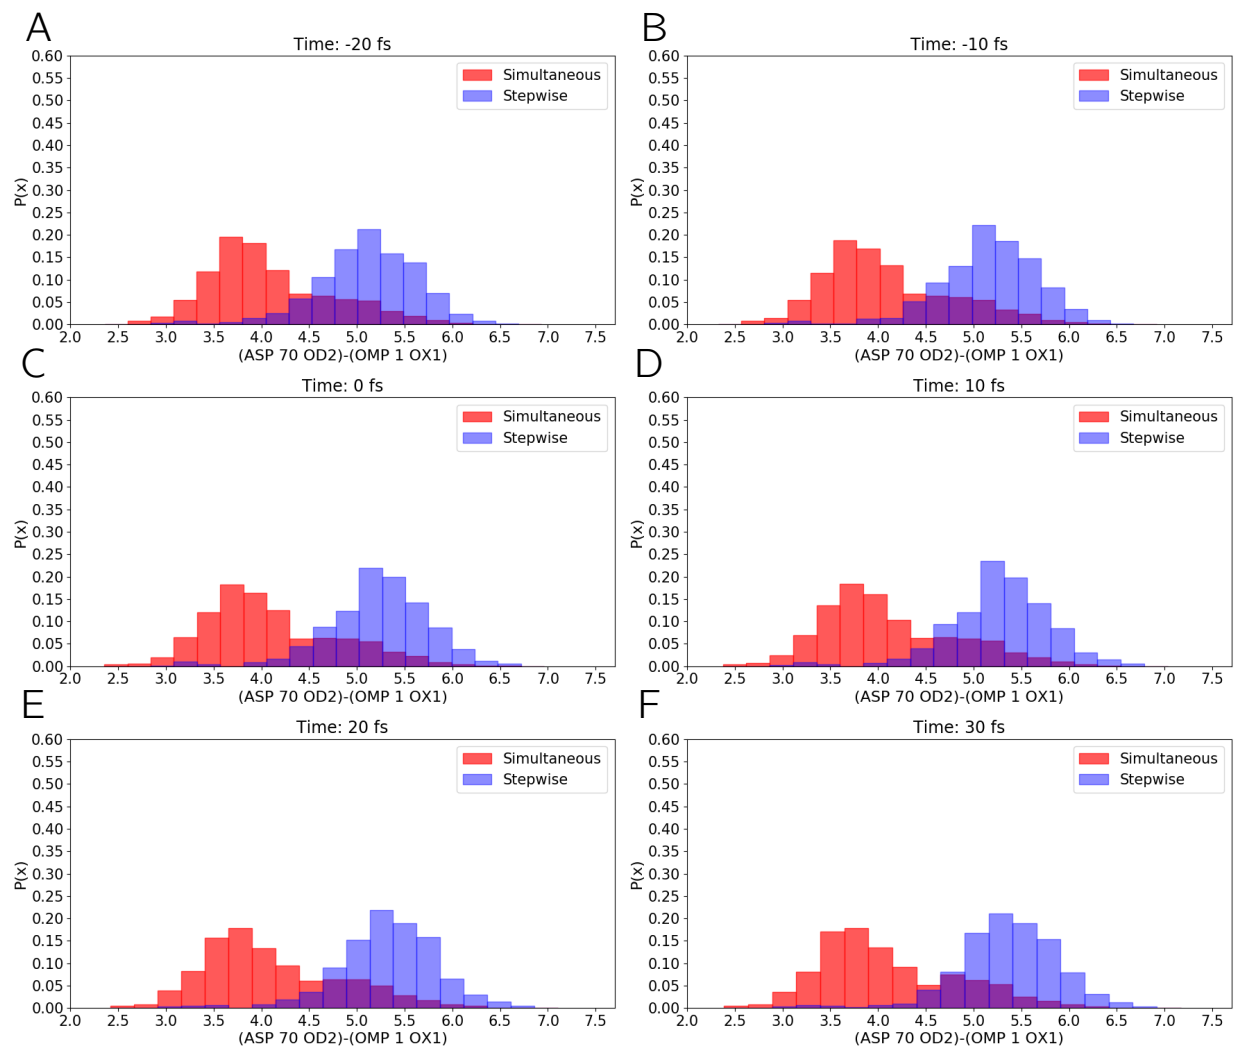 A
Time: -20 fs
0.60
0.55
0.50
0.45
0.40
0.35
0.30
0.25
0.20
0.15
0.10
0.05
0.00
P(x)
Simultaneous
Stepwise
2.0 2.5 3.0 3.5 4.0 4.5 5.0 5.5 6.0 6.5 7.0 7.5
(ASP 70 OD2)-(OMP 1 OX1)
B
Time: -10 fs
0.60
0.55
0.50
0.45
0.40
0.35
0.30
0.25
0.20
0.15
0.10
0.05
0.00
P(x)
Simultaneous
Stepwise
2.0 2.5 3.0 3.5 4.0 4.5 5.0 5.5 6.0 6.5 7.0 7.5
(ASP 70 OD2)-(OMP 1 OX1)
C
Time: 0 fs
0.60
0.55
0.50
0.45
0.40
0.35
0.30
0.25
0.20
0.15
0.10
0.05
0.00
P(x)
Simultaneous
Stepwise
2.0 2.5 3.0 3.5 4.0 4.5 5.0 5.5 6.0 6.5 7.0 7.5
(ASP 70 OD2)-(OMP 1 OX1)
D
Time: 10 fs
0.60
0.55
0.50
0.45
0.40
0.35
0.30
0.25
0.20
0.15
0.10
0.05
0.00
P(x)
Simultaneous
Stepwise
2.0 2.5 3.0 3.5 4.0 4.5 5.0 5.5 6.0 6.5 7.0 7.5
(ASP 70 OD2)-(OMP 1 OX1)
E
Time: 20 fs
0.60
0.55
0.50
0.45
0.40
0.35
0.30
0.25
0.20
0.15
0.10
0.05
0.00
P(x)
Simultaneous
Stepwise
2.0 2.5 3.0 3.5 4.0 4.5 5.0 5.5 6.0 6.5 7.0 7.5
(ASP 70 OD2)-(OMP 1 OX1)
F
Time: 30 fs
0.60
0.55
0.50
0.45
0.40
0.35
0.30
0.25
0.20
0.15
0.10
0.05
0.00
P(x)
Simultaneous
Stepwise
2.0 2.5 3.0 3.5 4.0 4.5 5.0 5.5 6.0 6.5 7.0 7.5
(ASP 70 OD2)-(OMP 1 OX1)